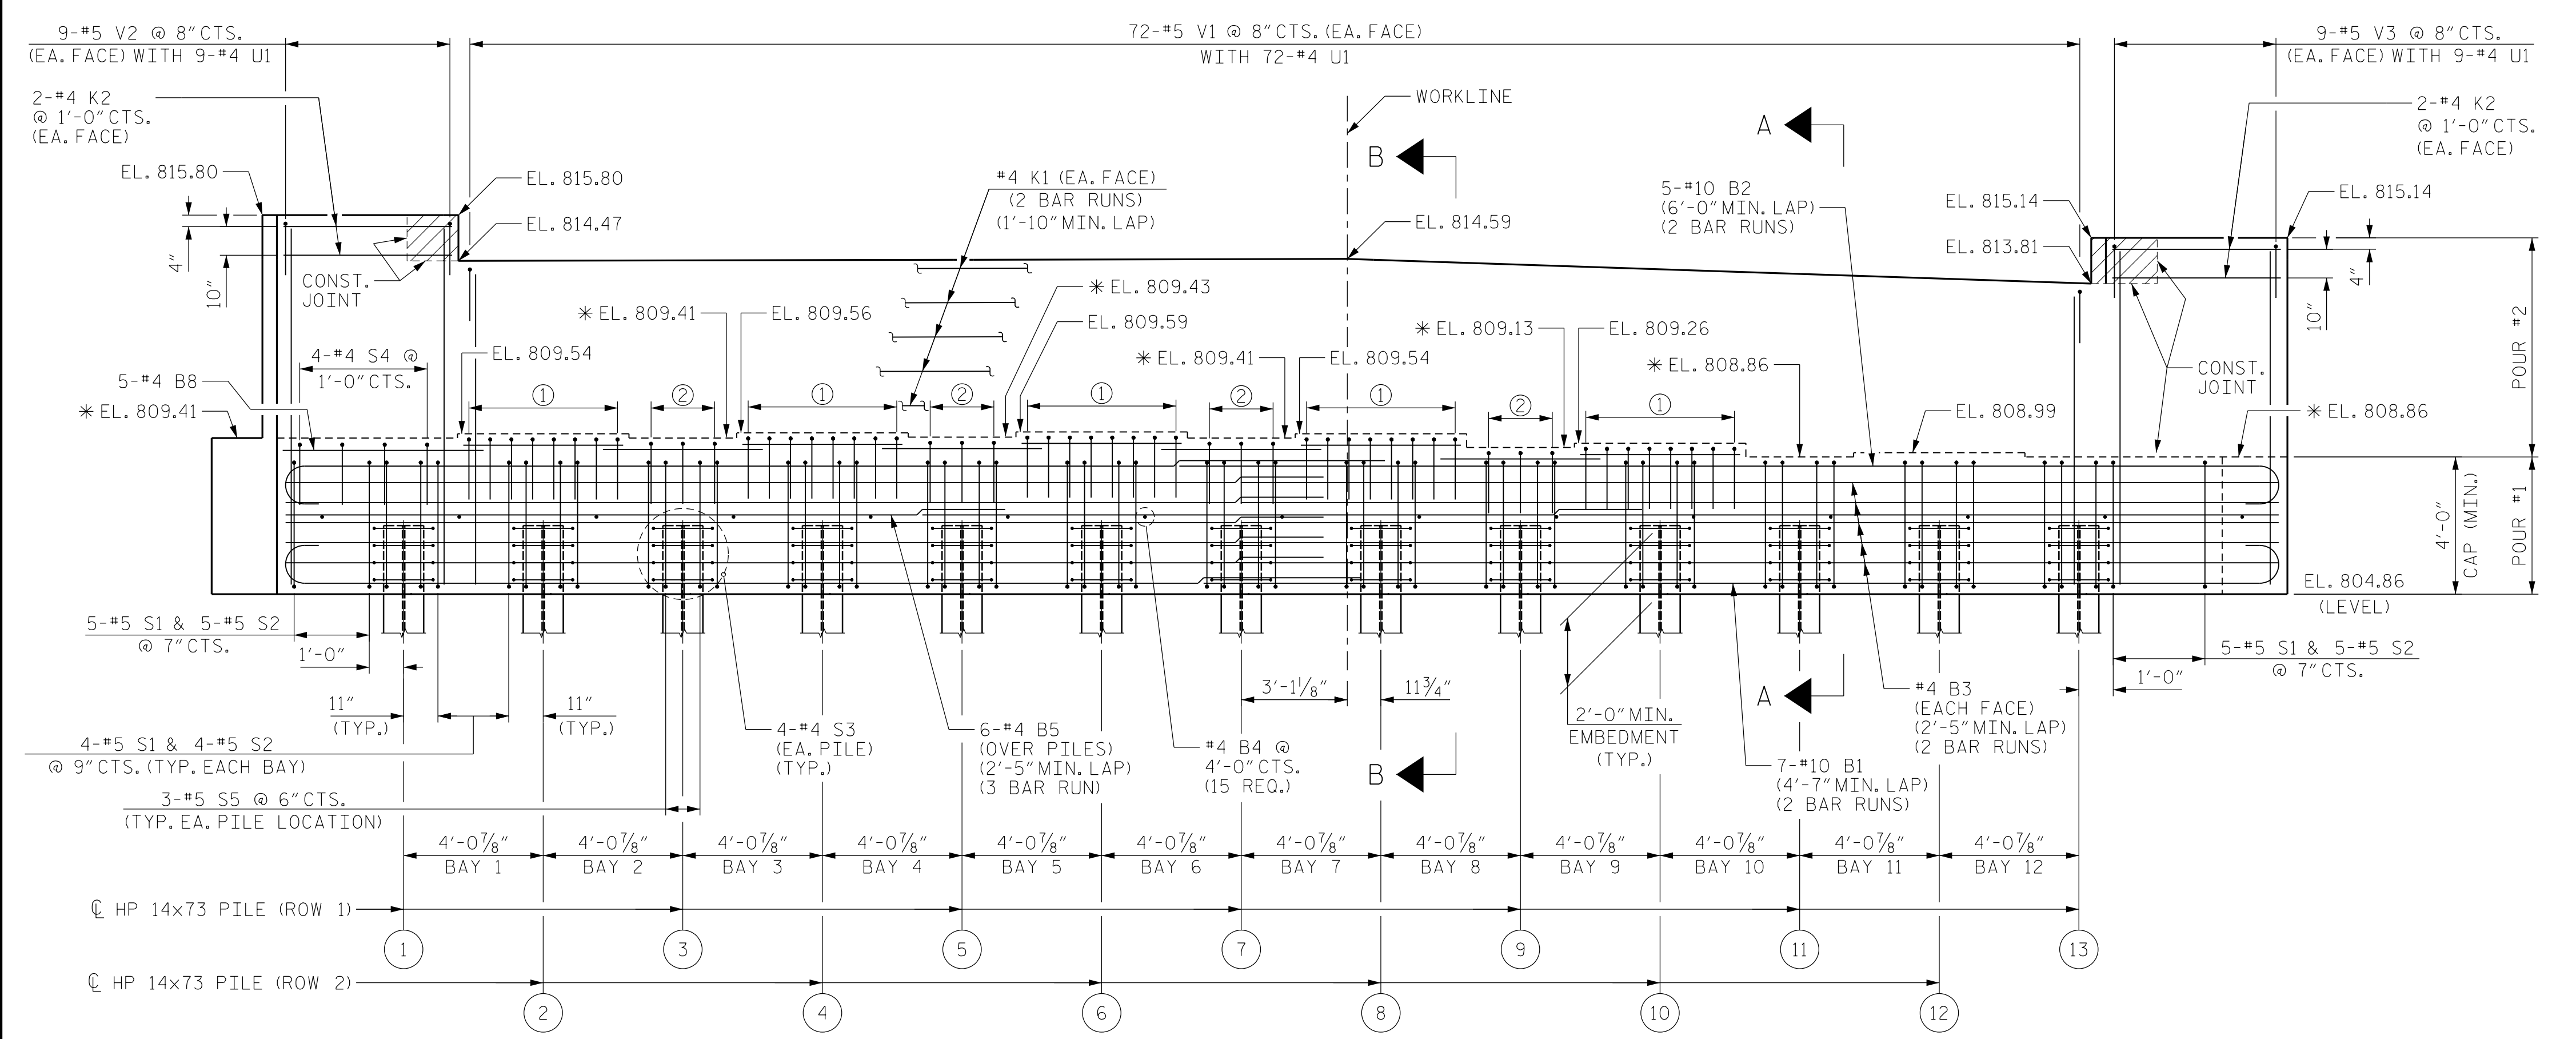 9-#5 V2 @ 8"CTS.
(EA. FACE) WITH 9-#4 U1
72-#5 V1 @ 8"CTS. (EA. FACE)
WITH 72-#4 U1
9-#5 V3 @ 8"CTS.
(EA. FACE) WITH 9-#4 U1
2-#4 K2
@ 1'-0"CTS.
(EA. FACE)
WORKLINE
A
B
2-#4 K2
@ 1'-0"CTS.
(EA. FACE)
EL. 815.80
EL. 815.80
EL. 814.47
#4 K1 (EA. FACE)
(2 BAR RUNS)
(1'-10"MIN. LAP)
EL. 814.59
5-#10 B2
(6'-0"MIN. LAP)
(2 BAR RUNS)
EL. 815.14
EL. 813.81
EL. 815.14
4"
10"
CONST.
JOINT
4"
10"
CONST.
JOINT
POUR #2
✳ EL. 809.41
EL. 809.56
✳ EL. 809.43
EL. 809.59
✳ EL. 809.41
EL. 809.54
✳ EL. 809.13
EL. 809.26
✳ EL. 808.86
EL. 809.54
4-#4 S4 @
1'-0"CTS.
5-#4 B8
✳ EL. 809.41
1
2
1
2
1
2
1
2
1
EL. 808.99
✳ EL. 808.86
4'-0"
CAP (MIN.)
POUR #1
EL. 804.86
(LEVEL)
5-#5 S1 & 5-#5 S2
@ 7"CTS.
1'-0"
11"
(TYP.)
11"
(TYP.)
4-#5 S1 & 4-#5 S2
@ 9"CTS. (TYP. EACH BAY)
3-#5 S5 @ 6"CTS.
(TYP. EA. PILE LOCATION)
4-#4 S3
(EA. PILE)
(TYP.)
6-#4 B5
(OVER PILES)
(2'-5"MIN. LAP)
(3 BAR RUN)
#4 B4 @
4'-0"CTS.
(15 REQ.)
3'-1⅛"
11¾"
B
2'-0"MIN.
EMBEDMENT
(TYP.)
A
7-#10 B1
(4'-7"MIN. LAP)
(2 BAR RUNS)
#4 B3
(EACH FACE)
(2'-5"MIN. LAP)
(2 BAR RUNS)
1'-0"
5-#5 S1 & 5-#5 S2
@ 7"CTS.
4'-0⅞"
BAY 1
4'-0⅞"
BAY 2
4'-0⅞"
BAY 3
4'-0⅞"
BAY 4
4'-0⅞"
BAY 5
4'-0⅞"
BAY 6
4'-0⅞"
BAY 7
4'-0⅞"
BAY 8
4'-0⅞"
BAY 9
4'-0⅞"
BAY 10
4'-0⅞"
BAY 11
4'-0⅞"
BAY 12
℄ HP 14x73 PILE (ROW 1)
1
3
5
7
9
11
13
℄ HP 14x73 PILE (ROW 2)
2
4
6
8
10
12